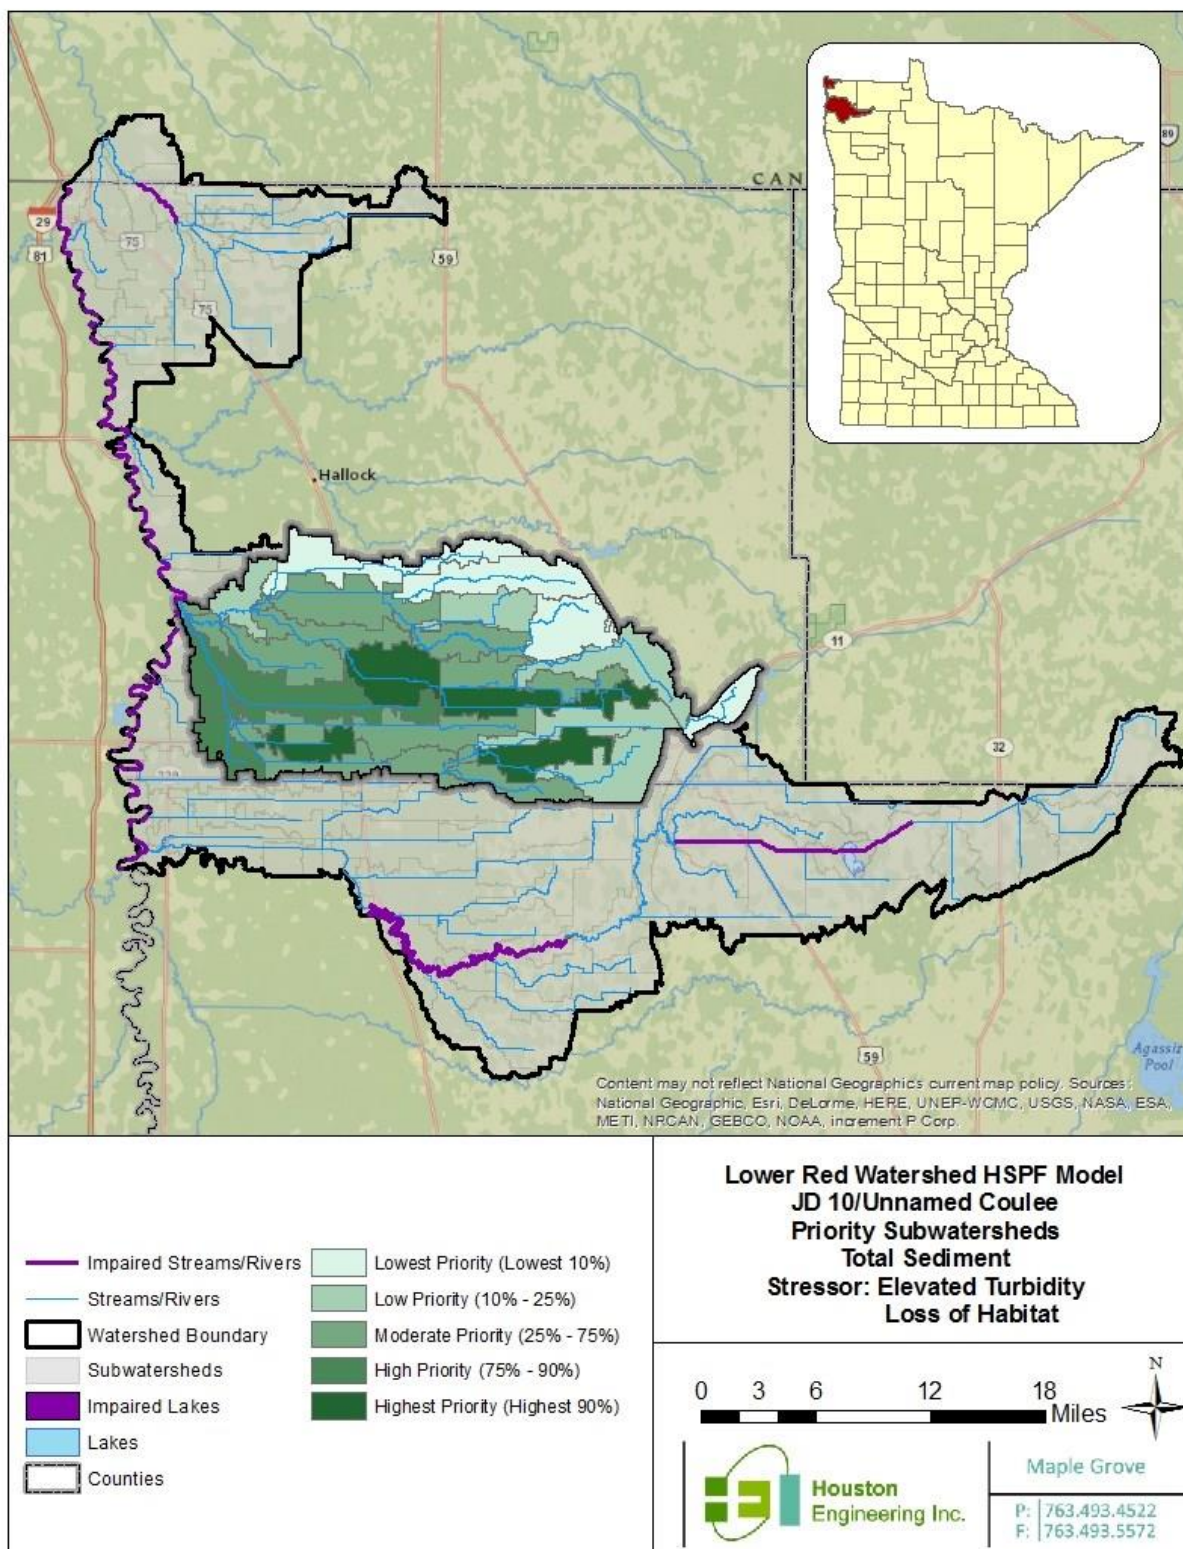 CAN
89
29
81
75
59
75
Hallock
11
32
59
Agassiz
Pool
Content may not reflect National Geographic's current map policy. Sources:
National Geographic, Esri, DeLorme, HERE, UNEP-WCMC, USGS, NASA, ESA,
METI, NRCAN, GEBCO, NOAA, increment P Corp.
Impaired Streams/Rivers
Streams/Rivers
Watershed Boundary
Subwatersheds
Impaired Lakes
Lakes
Counties
Lowest Priority (Lowest 10%)
Low Priority (10% - 25%)
Moderate Priority (25% - 75%)
High Priority (75% - 90%)
Highest Priority (Highest 90%)
Lower Red Watershed HSPF Model
JD 10/Unnamed Coulee
Priority Subwatersheds
Total Sediment
Stressor: Elevated Turbidity
Loss of Habitat
N
0 3 6 12 18
Miles
Houston
Engineering Inc.
Maple Grove
P: 763.493.4522
F: 763.493.5572